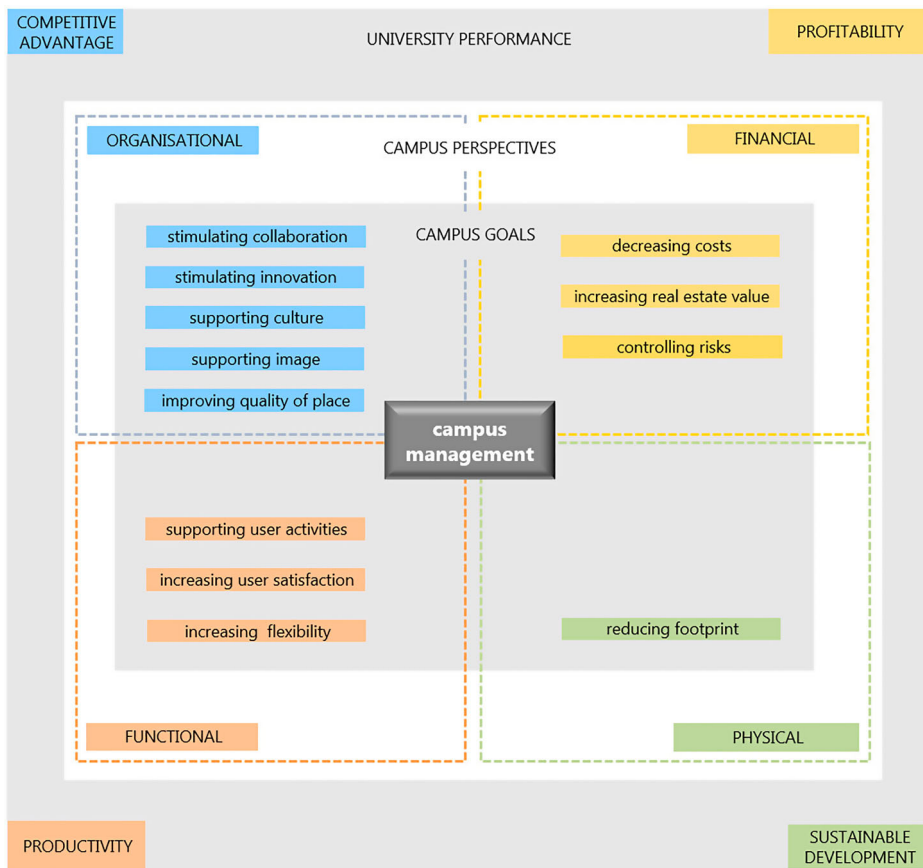 COMPETITIVE
ADVANTAGE
UNIVERSITY PERFORMANCE
PROFITABILITY
ORGANISATIONAL
CAMPUS PERSPECTIVES
FINANCIAL
CAMPUS GOALS
stimulating collaboration
stimulating innovation
supporting culture
supporting image
improving quality of place
decreasing costs
increasing real estate value
controlling risks
campus
management
supporting user activities
increasing user satisfaction
increasing flexibility
reducing footprint
FUNCTIONAL
PHYSICAL
PRODUCTIVITY
SUSTAINABLE
DEVELOPMENT